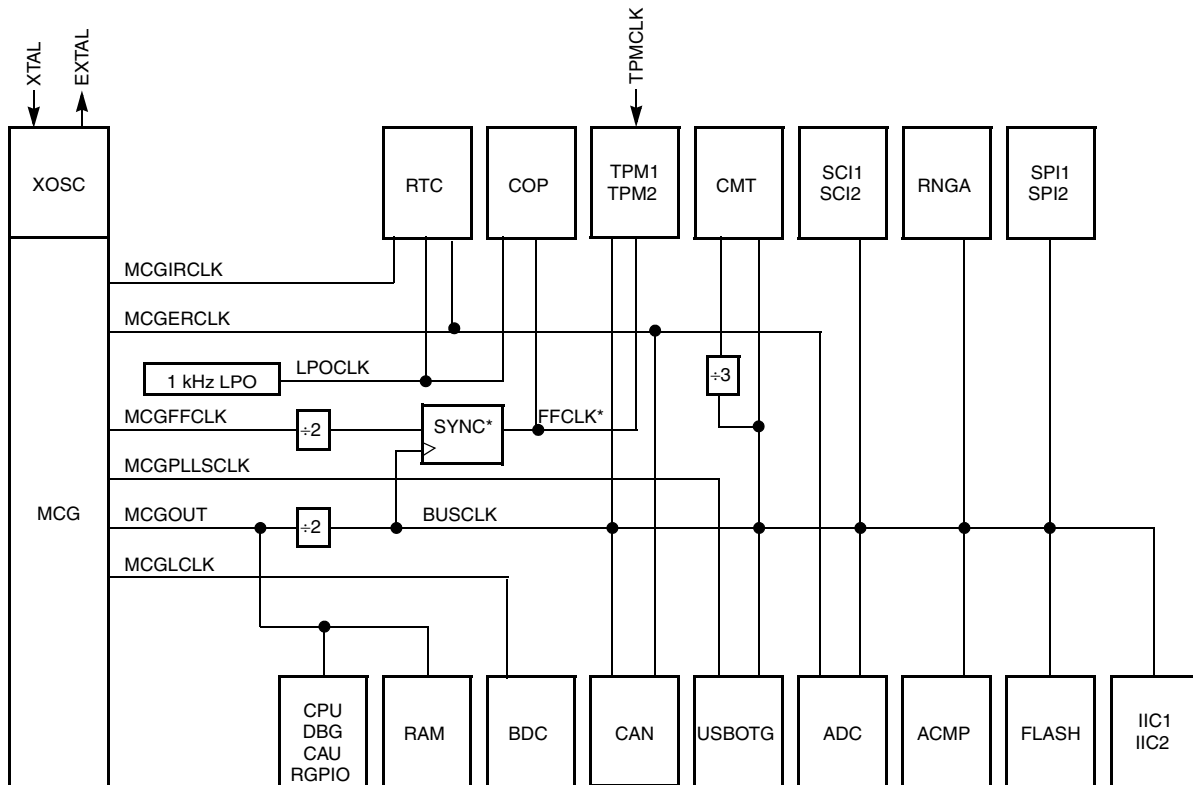 XTAL
EXTAL
TPMCLK
XOSC
RTC
COP
TPM1
TPM2
CMT
SCI1
SCI2
RNGA
SPI1
SPI2
MCGIRCLK
MCGERCLK
1 kHz LPO
LPOCLK
÷3
MCGFFCLK
÷2
SYNC*
FFCLK*
MCGPLLSCLK
MCG
MCGOUT
÷2
BUSCLK
MCGLCLK
CPU
DBG
CAU
RGPIO
RAM
BDC
CAN
USBOTG
ADC
ACMP
FLASH
IIC1
IIC2